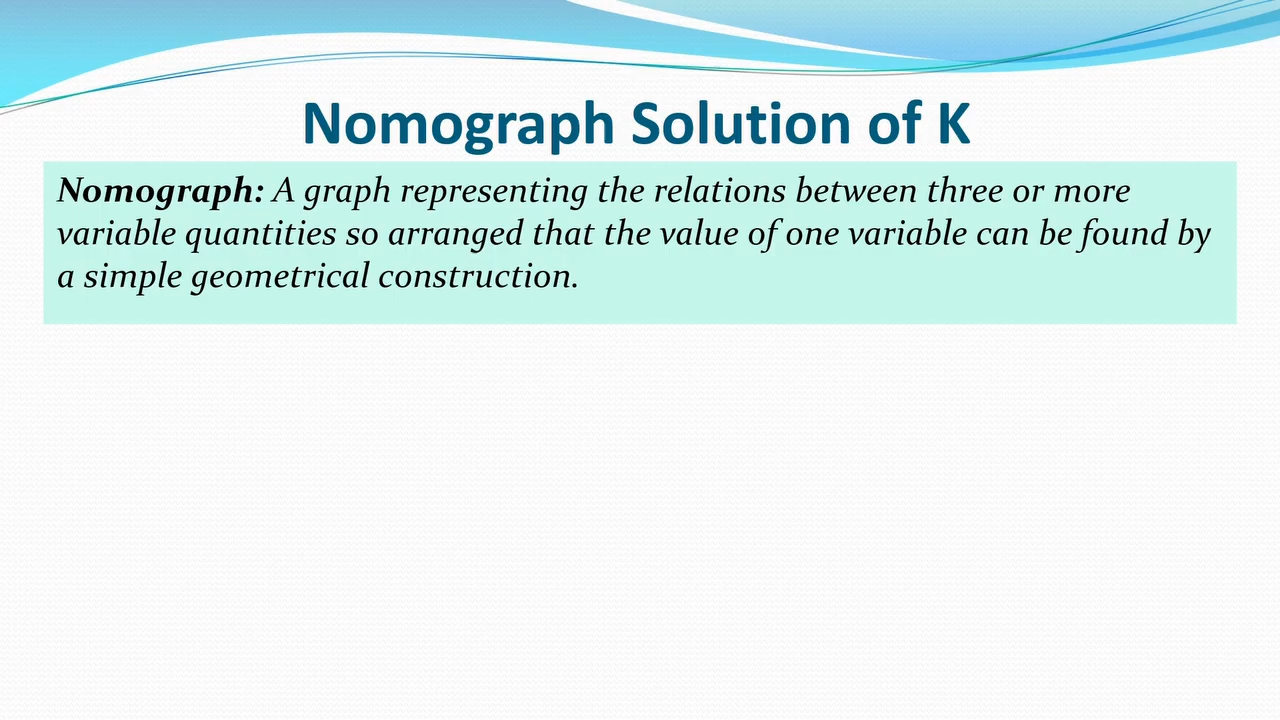 Nomograph Solution of K
Nomograph: A graph representing the relations between three or more
variable quantities so arranged that the value of one variable can be found by
a simple geometrical construction.